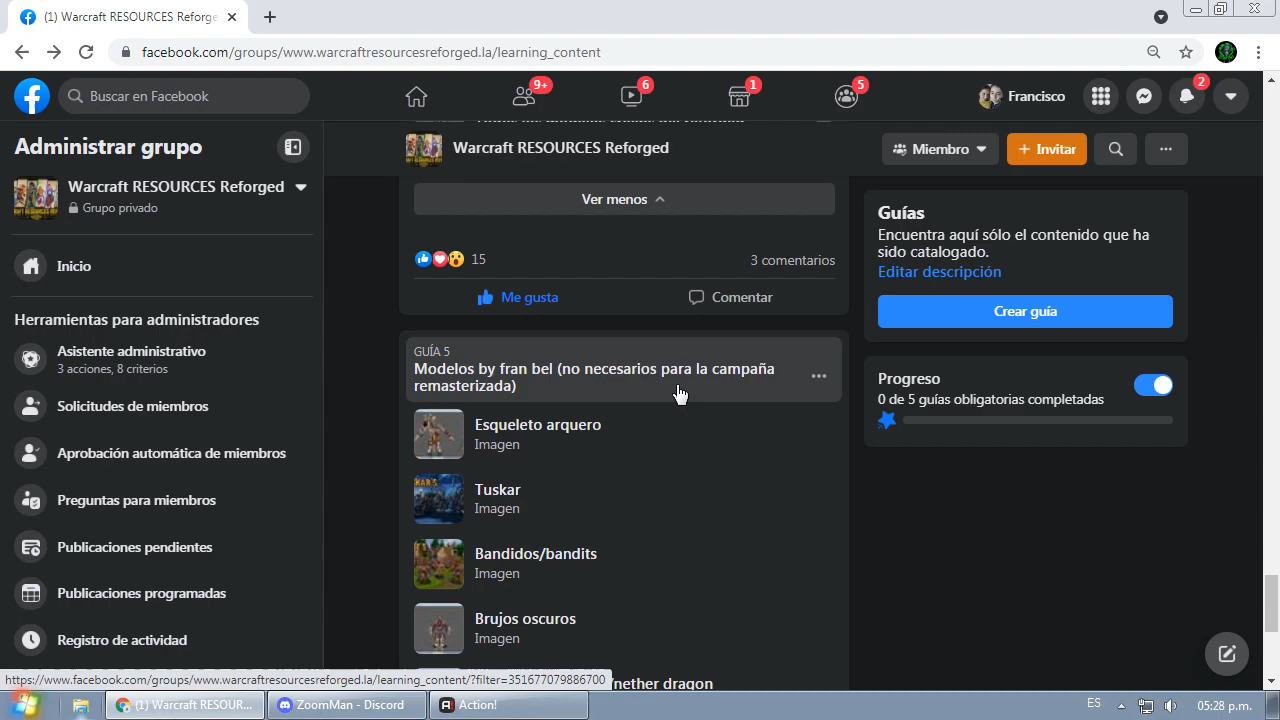 (1) Warcraft RESOURCES Reforge
facebook.com/groups/www.warcraftresourcesreforged.la/learning_content
Buscar en Facebook
9+
6
1
5
Francisco
2
Administrar grupo
Warcraft RESOURCES Reforged
Grupo privado
Inicio
Herramientas para administradores
Asistente administrativo
3 acciones, 8 criterios
Solicitudes de miembros
Aprobación automática de miembros
Preguntas para miembros
Publicaciones pendientes
Publicaciones programadas
Registro de actividad
Warcraft RESOURCES Reforged
Miembro
+ Invitar
Ver menos
15
3 comentarios
Me gusta
Comentar
GUÍA 5
Modelos by fran bel (no necesarios para la campaña
remasterizada)
Esqueleto arquero
Imagen
Tuskar
Imagen
Bandidos/bandits
Imagen
Brujos oscuros
Imagen
/nether dragon
Guías
Encuentra aquí sólo el contenido que ha
sido catalogado.
Editar descripción
Crear guía
Progreso
0 de 5 guías obligatorias completadas
https://www.facebook.com/groups/www.warcraftresourcesreforged.la/learning_content/?filter=351677079886700
(1) Warcraft RESOUR...
ZoomMan - Discord
Action!
ES
05:28 p.m.